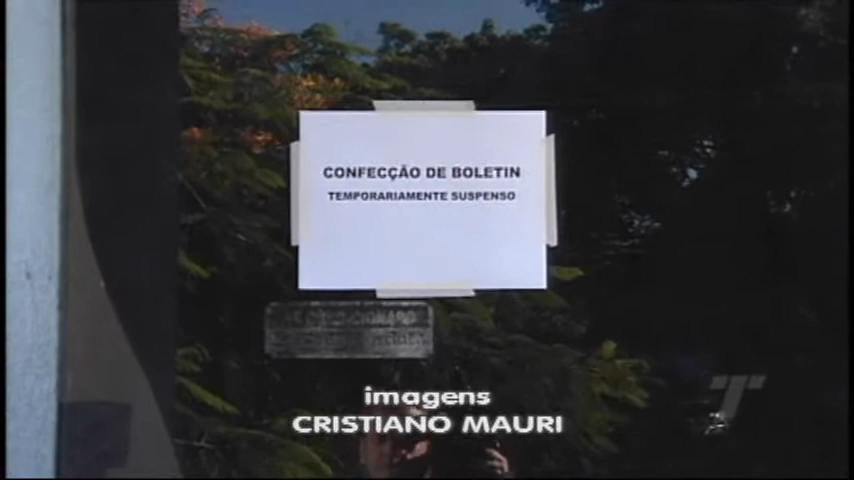 CONFECÇÃO DE BOLETIN
TEMPORARIAMENTE SUSPENSO
imagens
CRISTIANO MAURI